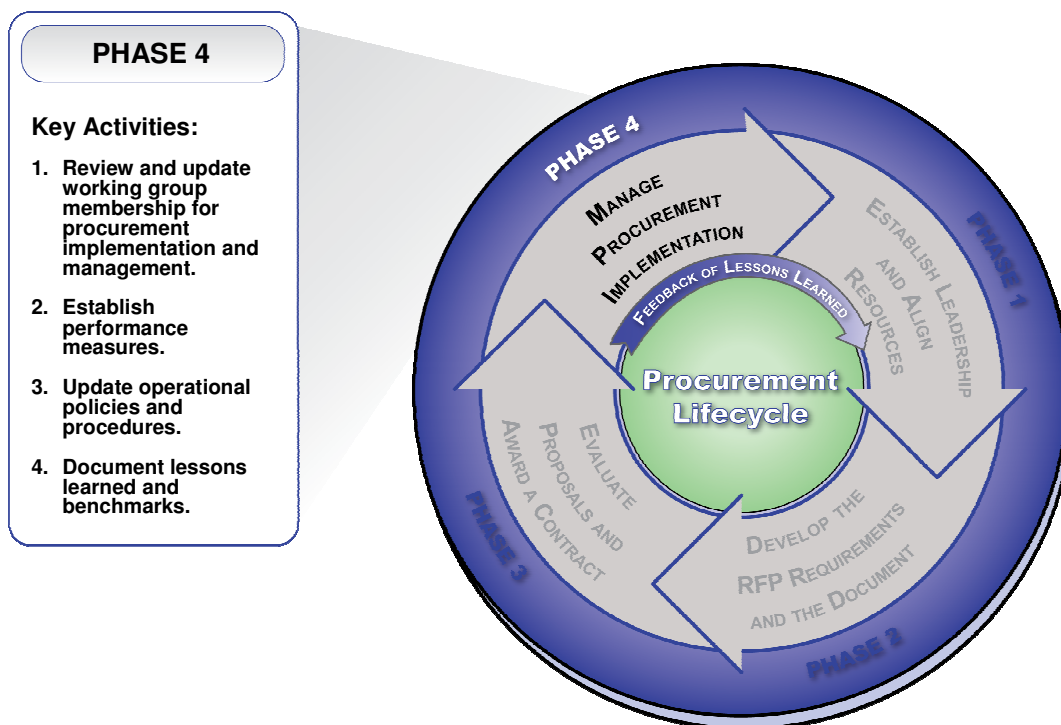 PHASE 4
Key Activities:
1. Review and update
working group
membership for
procurement
implementation and
management.
2. Establish
performance
measures.
3. Update operational
policies and
procedures.
4. Document lessons
learned and
benchmarks.
PHASE 4
MANAGE
PROCUREMENT
IMPLEMENTATION
FEEDBACK OF LESSONS LEARNED
PHASE 1
ESTABLISH LEADERSHIP
AND ALIGN
RESOURCES
Procurement
Lifecycle
DEVELOP THE
RFP REQUIREMENTS
AND THE DOCUMENT
PHASE 2
EVALUATE
PROPOSALS AND
AWARD A CONTRACT
PHASE 3